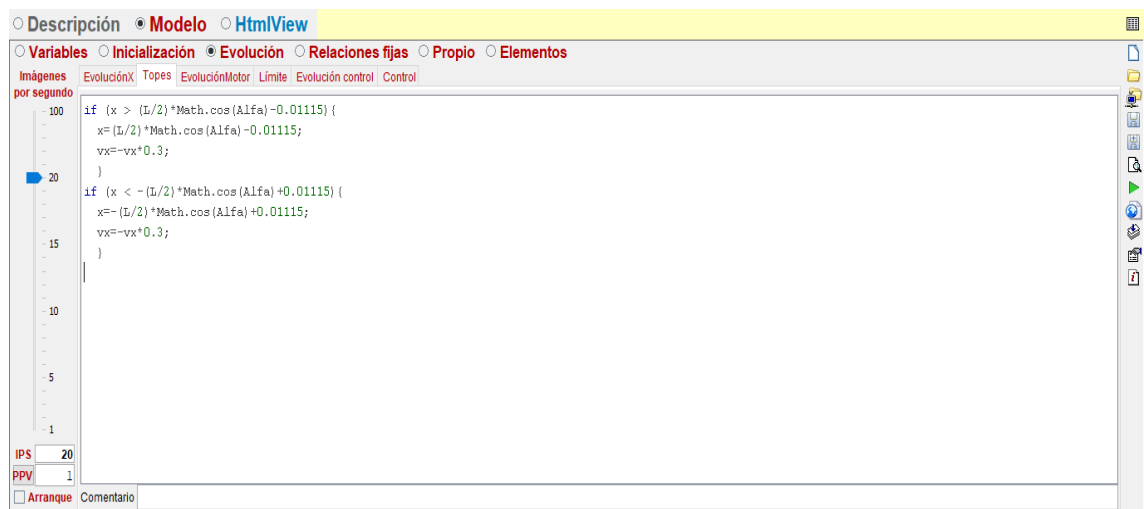 Descripción Modelo HtmlView
Variables Inicialización Evolución Relaciones fijas Propio Elementos
Imágenes por segundo
EvoluciónX Topes EvoluciónMotor Límite Evolución control Control
100
20
15
10
5
1
if (x > (L/2)*Math.cos(Alfa)-0.01115){
x=(L/2)*Math.cos(Alfa)-0.01115;
vx=-vx*0.3;
}
if (x < -(L/2)*Math.cos(Alfa)+0.01115){
x=-(L/2)*Math.cos(Alfa)+0.01115;
vx=-vx*0.3;
}
IPS 20
PPV 1
Arranque Comentario